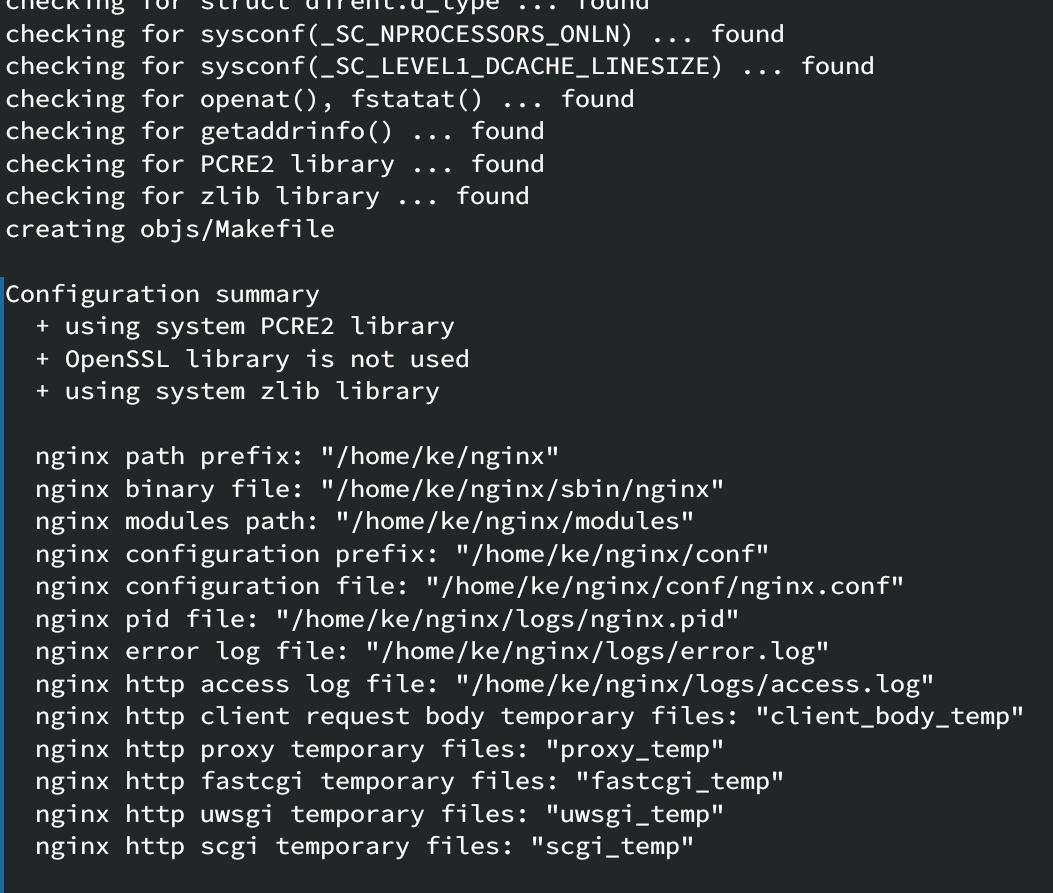 checking for struct dirent.d_type ... found
checking for sysconf(_SC_NPROCESSORS_ONLN) ... found
checking for sysconf(_SC_LEVEL1_DCACHE_LINESIZE) ... found
checking for openat(), fstatat() ... found
checking for getaddrinfo() ... found
checking for PCRE2 library ... found
checking for zlib library ... found
creating objs/Makefile

Configuration summary
  + using system PCRE2 library
  + OpenSSL library is not used
  + using system zlib library

  nginx path prefix: "/home/ke/nginx"
  nginx binary file: "/home/ke/nginx/sbin/nginx"
  nginx modules path: "/home/ke/nginx/modules"
  nginx configuration prefix: "/home/ke/nginx/conf"
  nginx configuration file: "/home/ke/nginx/conf/nginx.conf"
  nginx pid file: "/home/ke/nginx/logs/nginx.pid"
  nginx error log file: "/home/ke/nginx/logs/error.log"
  nginx http access log file: "/home/ke/nginx/logs/access.log"
  nginx http client request body temporary files: "client_body_temp"
  nginx http proxy temporary files: "proxy_temp"
  nginx http fastcgi temporary files: "fastcgi_temp"
  nginx http uwsgi temporary files: "uwsgi_temp"
  nginx http scgi temporary files: "scgi_temp"